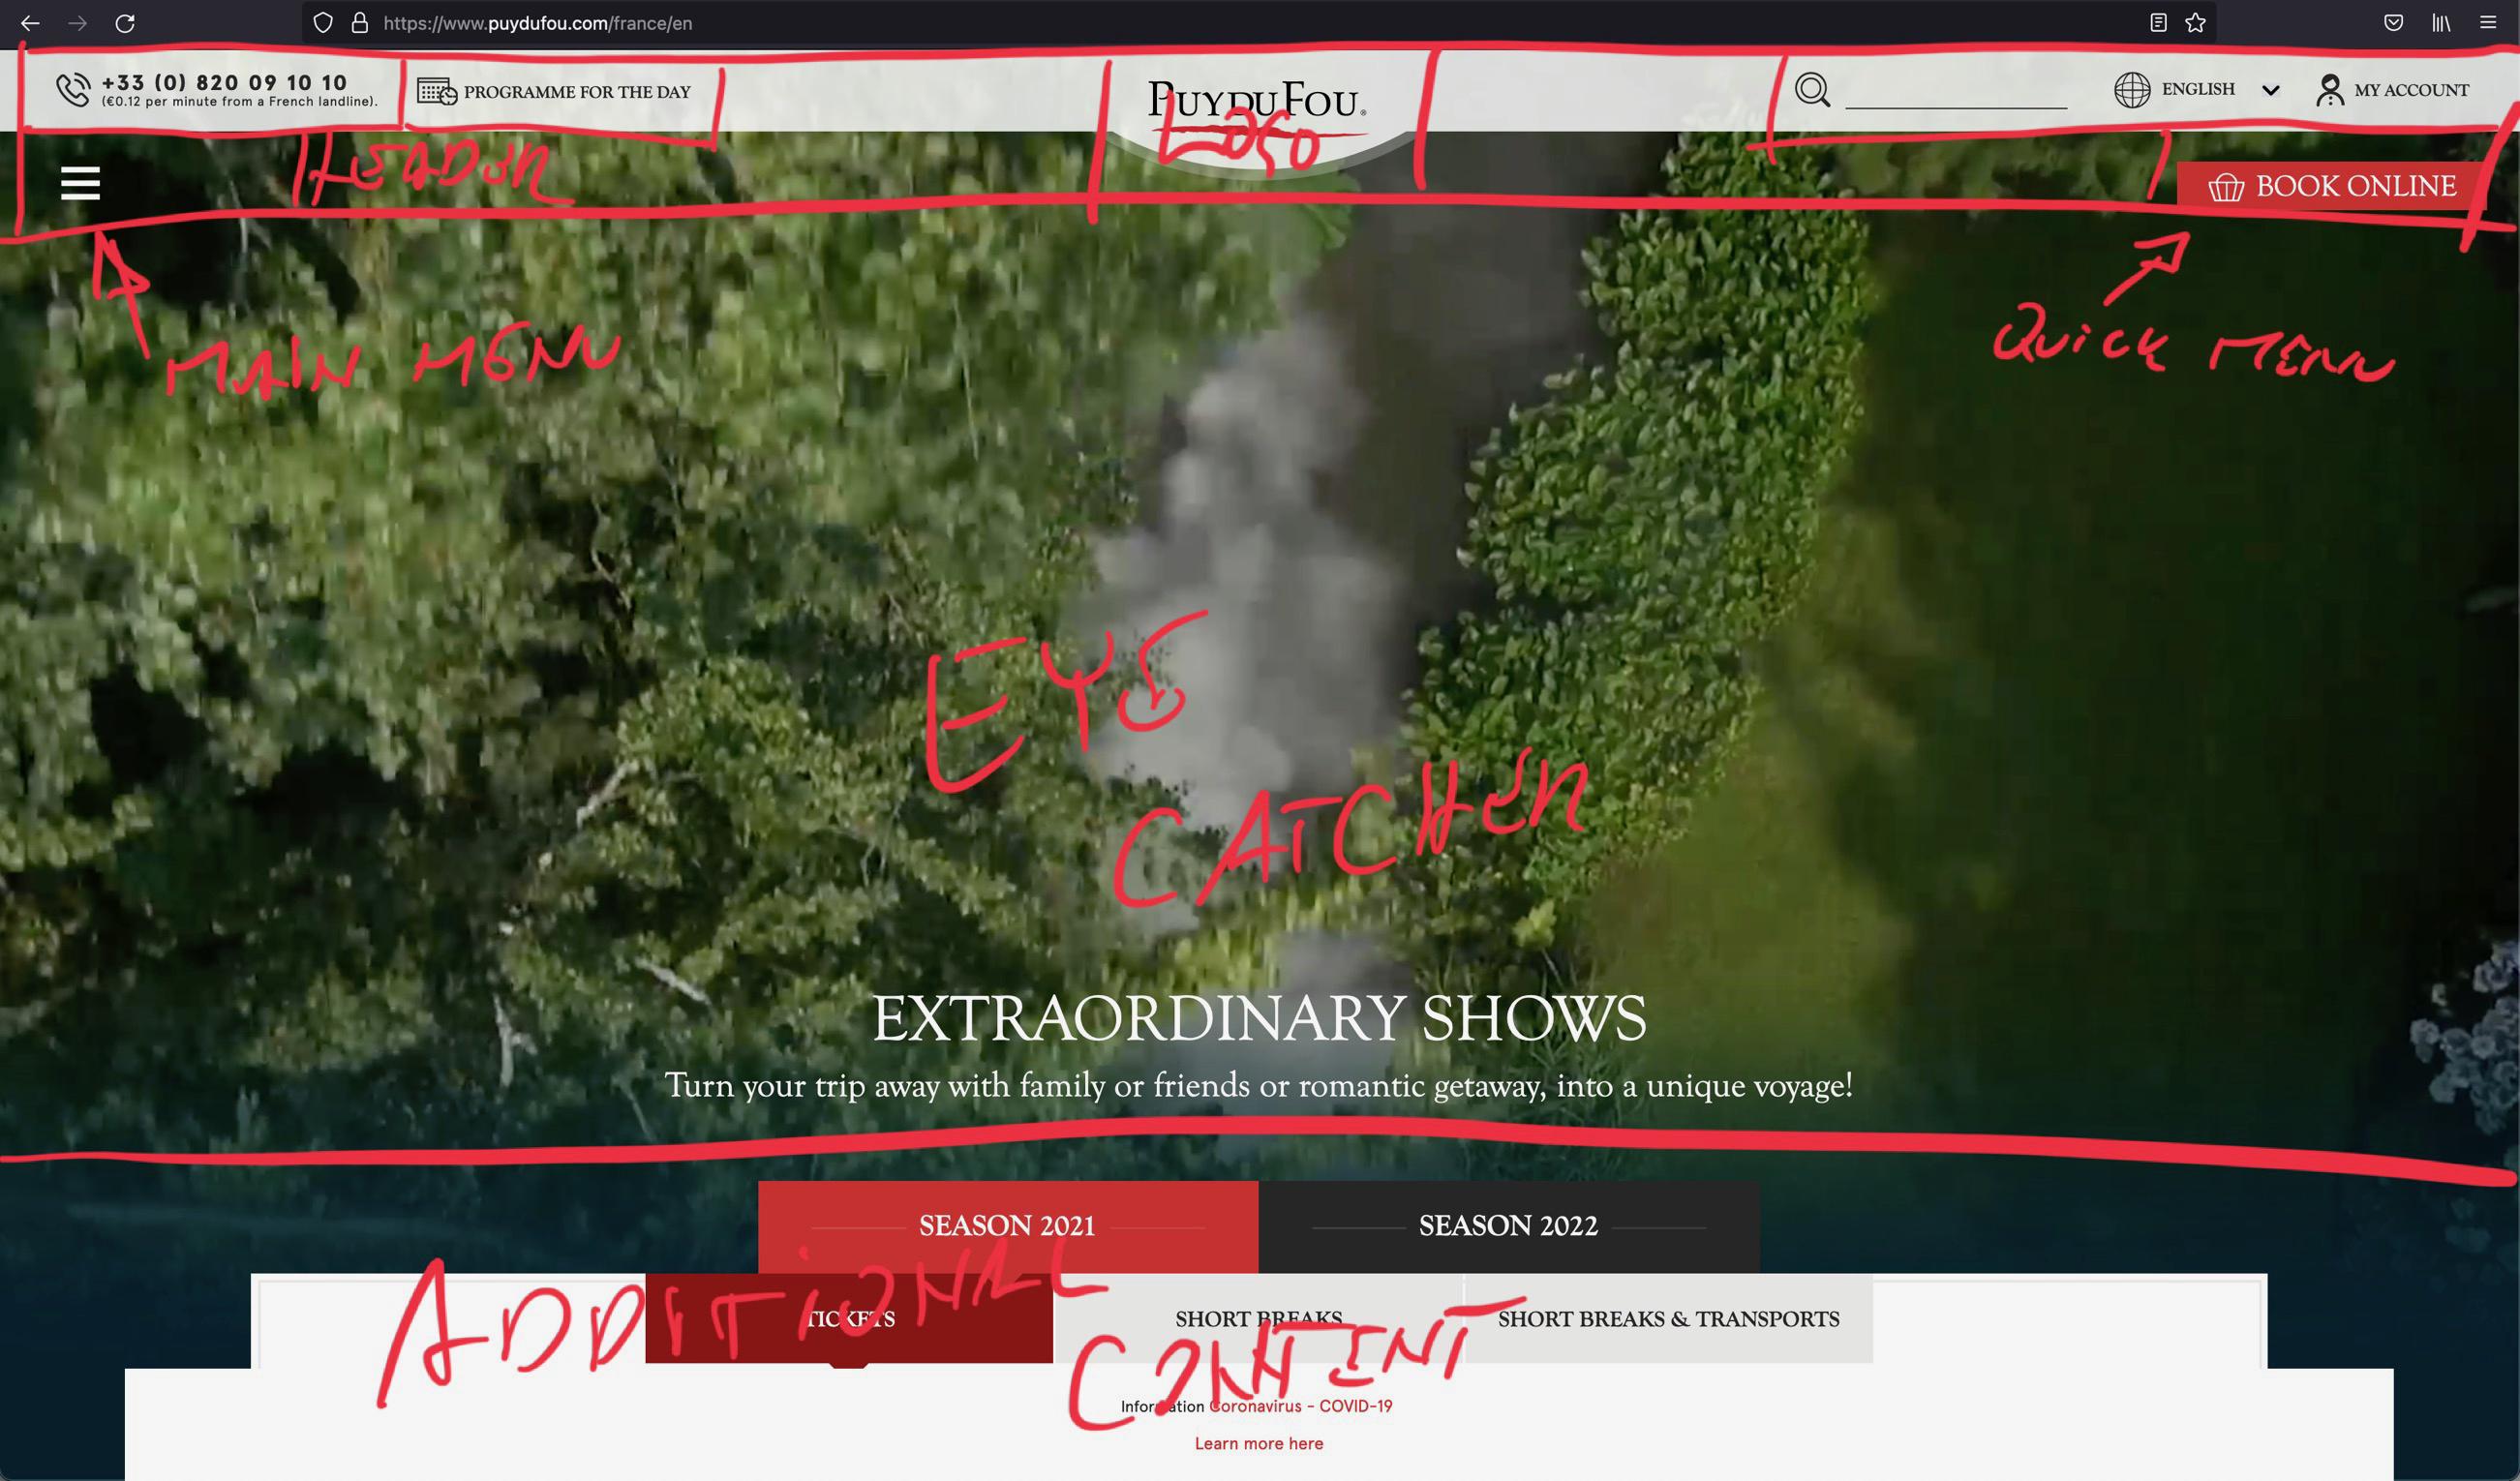 https://www.puydufou.com/france/en
+33 (0) 820 09 10 10
(€0.12 per minute from a French landline).
PROGRAMME FOR THE DAY
PUYDUFOU®
ENGLISH
MY ACCOUNT
LOGO
HEADER
BOOK ONLINE
MAIN MENU
QUICK MENU
EYE
CATCHER
EXTRAORDINARY SHOWS
Turn your trip away with family or friends or romantic getaway, into a unique voyage!
SEASON 2021
SEASON 2022
ADDITIONAL
TICKETS
SHORT BREAKS
SHORT BREAKS & TRANSPORTS
CONTENT
Information Coronavirus - COVID-19
Learn more here